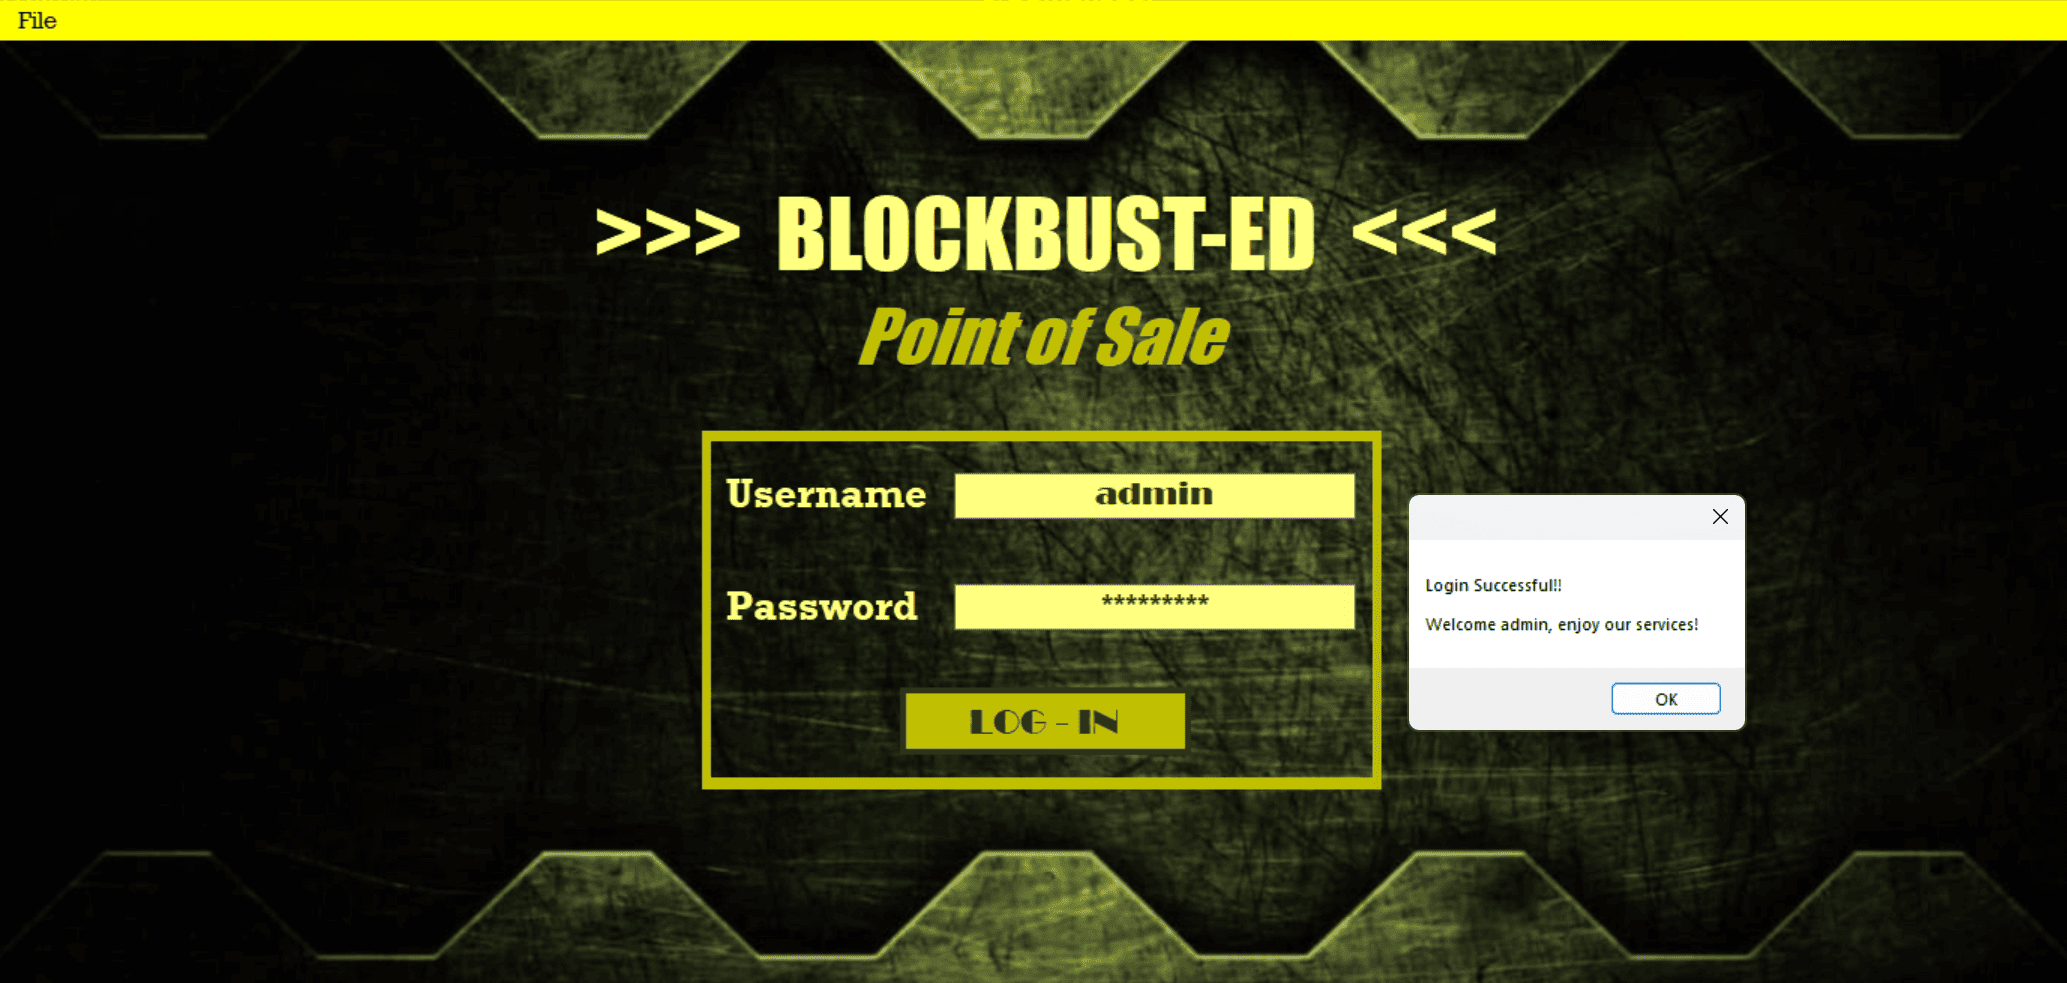 File
>>> BLOCKBUST-ED <<<
Point of Sale
Username admin
Password *********
LOG - IN
Login Successful!!
Welcome admin, enjoy our services!
OK